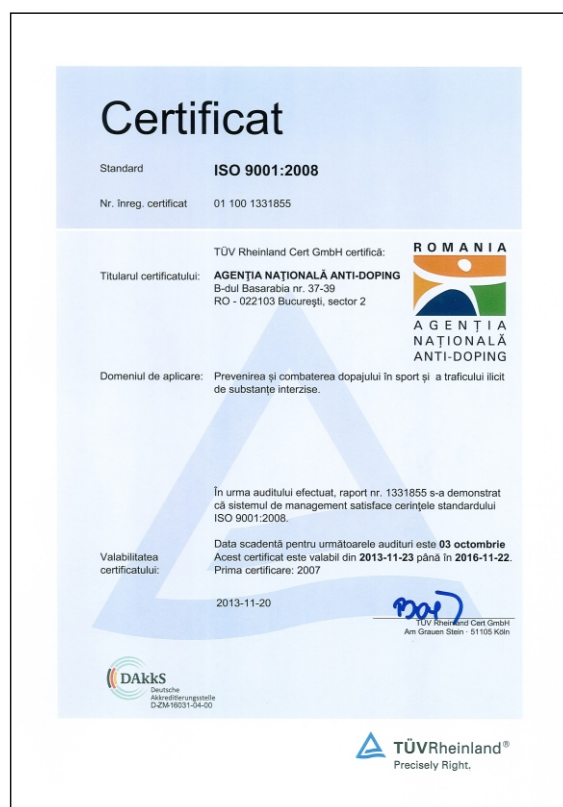 Certificat
Standard ISO 9001:2008
Nr. înreg. certificat 01 100 1331855
TÜV Rheinland Cert GmbH certifică:
Titularul certificatului: AGENŢIA NAŢIONALĂ ANTI-DOPING
B-dul Basarabia nr. 37-39
RO - 022103 Bucureşti, sector 2
ROMANIA
AGENȚIA
NAȚIONALĂ
ANTI-DOPING
Domeniul de aplicare: Prevenirea și combaterea dopajului în sport și a traficului ilicit
de substanțe interzise.
În urma auditului efectuat, raport nr. 1331855 s-a demonstrat
că sistemul de management satisface cerinţele standardului
ISO 9001:2008.
Data scadentă pentru următoarele audituri este 03 octombrie
Valabilitatea Acest certificat este valabil din 2013-11-23 până în 2016-11-22.
certificatului: Prima certificare: 2007
2013-11-20
TÜV Rheinland Cert GmbH
Am Grauen Stein · 51105 Köln
DAkkS
Deutsche
Akkreditierungsstelle
D-ZM-16031-04-00
TÜVRheinland®
Precisely Right.